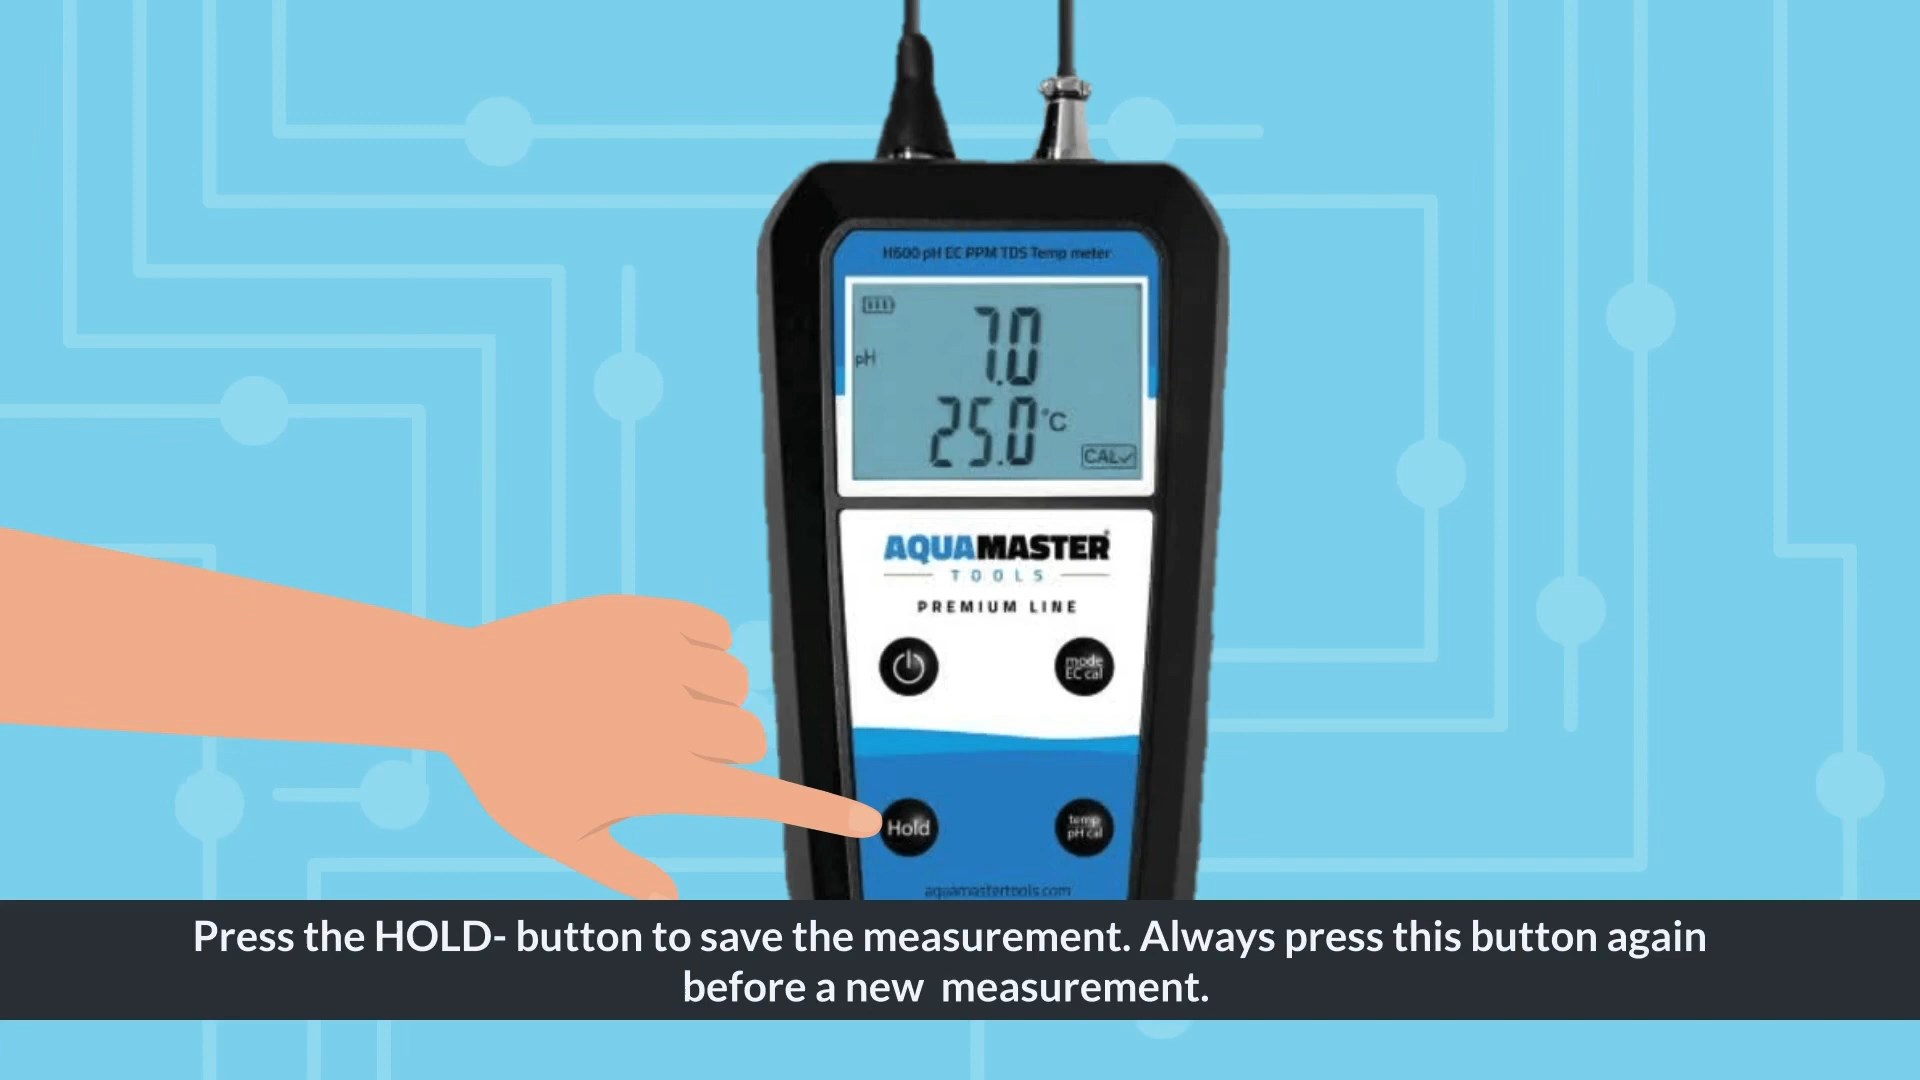 H600 pH EC PPM TDS Temp meter
pH
7.0
25.0 °C
CAL✓
AQUAMASTER®
TOOLS
PREMIUM LINE
mode
EC cal
Hold
temp
pH cal
aquamastertools.com
Press the HOLD- button to save the measurement. Always press this button again
before a new measurement.